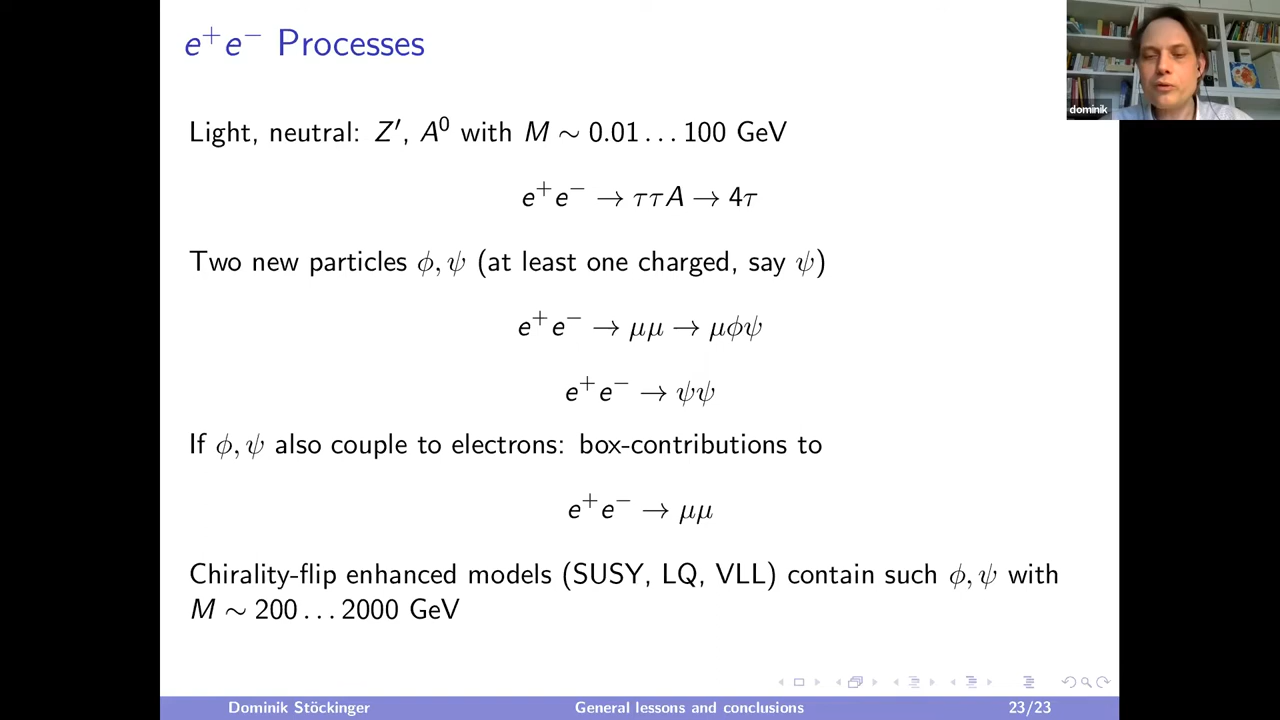 e⁺e⁻ Processes
dominik
Light, neutral: Z′, A⁰ with M ∼ 0.01 . . . 100 GeV
e⁺e⁻ → ττA → 4τ
Two new particles ϕ, ψ (at least one charged, say ψ)
e⁺e⁻ → μμ → μϕψ
e⁺e⁻ → ψψ
If ϕ, ψ also couple to electrons: box-contributions to
e⁺e⁻ → μμ
Chirality-flip enhanced models (SUSY, LQ, VLL) contain such ϕ, ψ with
M ∼ 200 . . . 2000 GeV
Dominik Stöckinger General lessons and conclusions 23/23